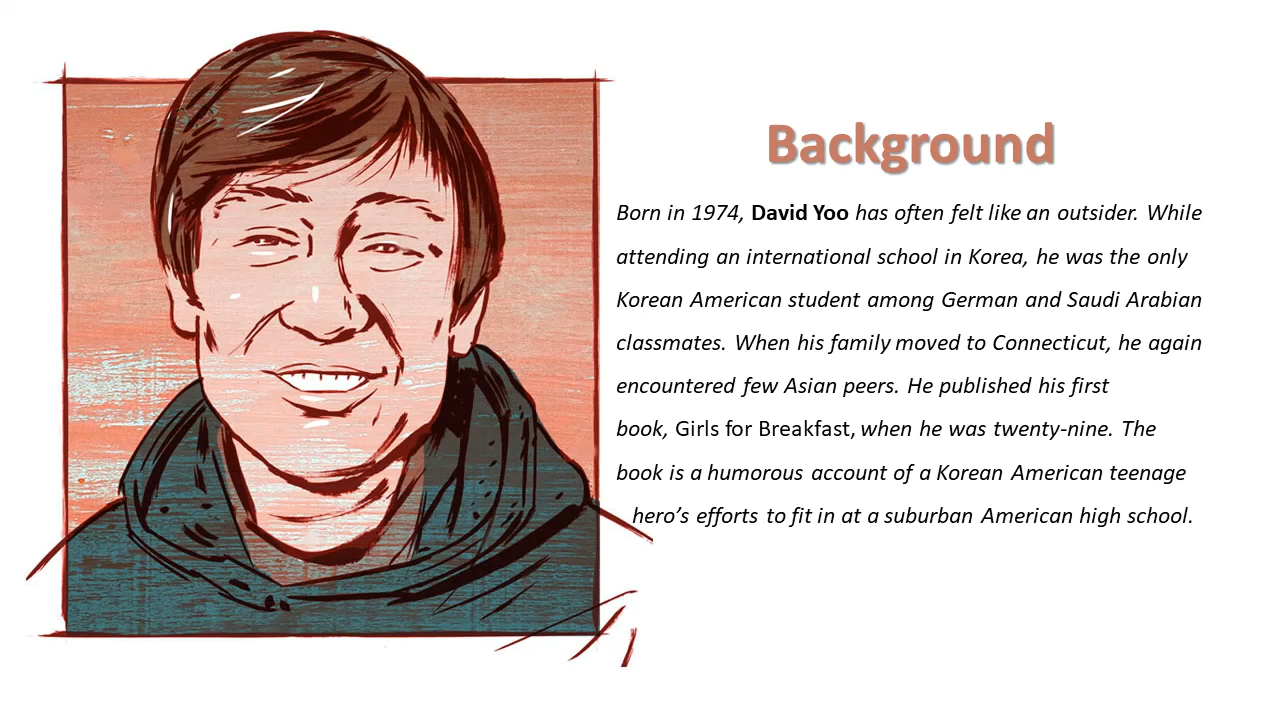 Background
Born in 1974, David Yoo has often felt like an outsider. While
attending an international school in Korea, he was the only
Korean American student among German and Saudi Arabian
classmates. When his family moved to Connecticut, he again
encountered few Asian peers. He published his first
book, Girls for Breakfast, when he was twenty-nine. The
book is a humorous account of a Korean American teenage
hero’s efforts to fit in at a suburban American high school.